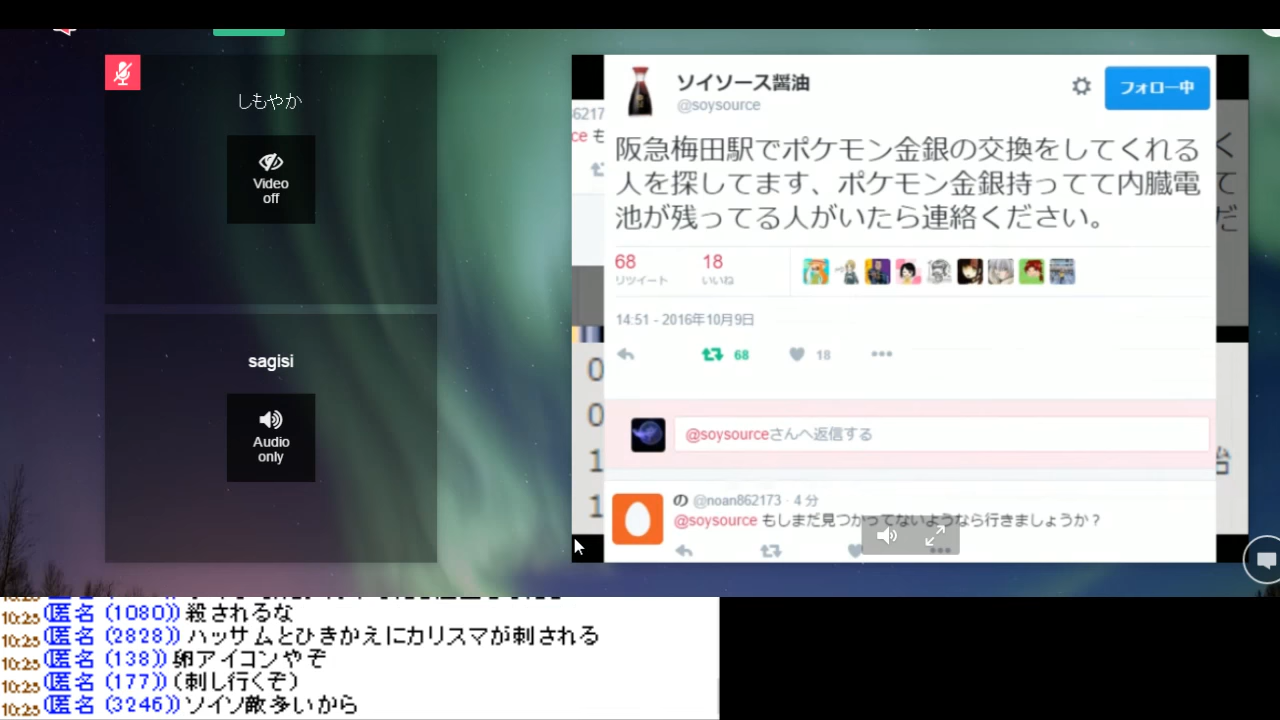 しもやか
Video
off
sagisi
Audio
only
ソイソース醤油
@soysource
フォロー中
阪急梅田駅でポケモン金銀の交換をしてくれる
人を探してます、ポケモン金銀持ってて内臓電
池が残ってる人がいたら連絡ください。
68
リツイート
18
いいね
14:51 - 2016年10月9日
68
18
@soysourceさんへ返信する
の @noan862173 · 4 分
@soysource もしまだ見つかってないようなら行きましょうか？
10:25 (匿名 (1080)) 殺されるな
10:25 (匿名 (2828)) ハッサムとひきかえにカリスマが刺される
10:25 (匿名 (138)) 卵アイコンやぞ
10:25 (匿名 (177)) (刺し行くぞ)
10:25 (匿名 (3246)) ソイソ敵多いから